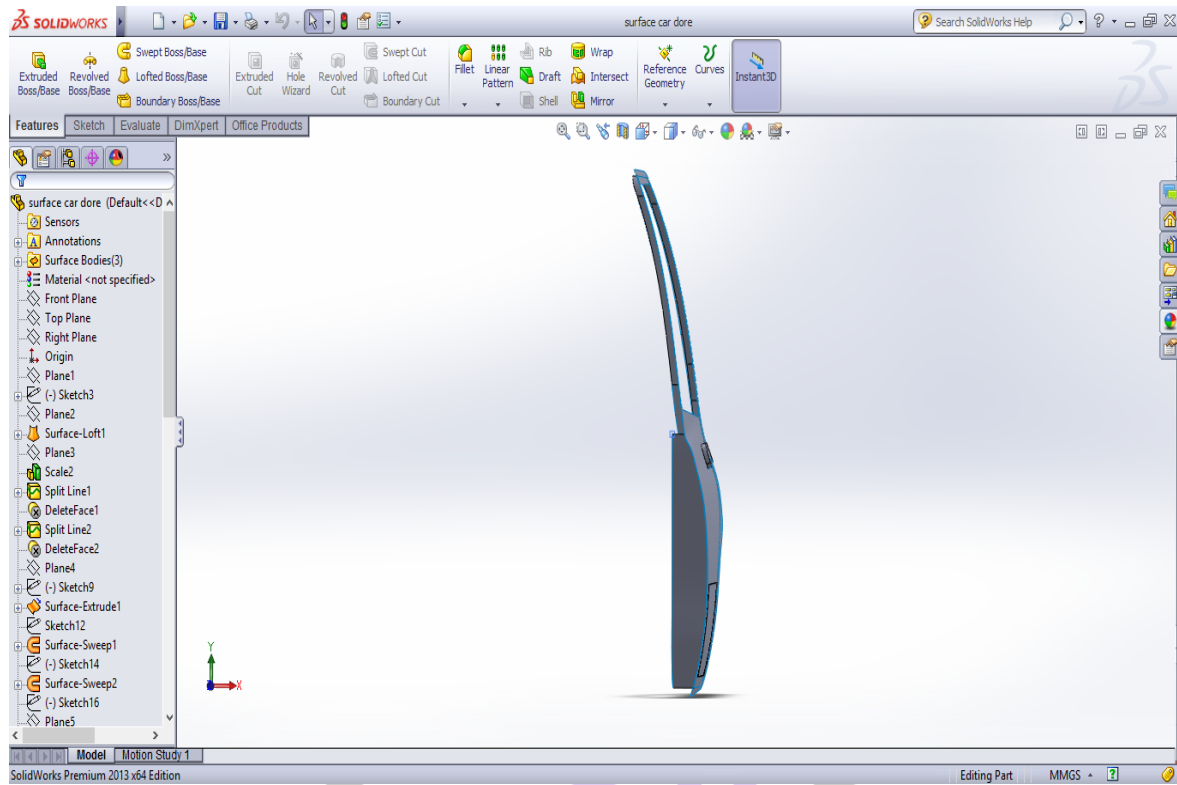 SOLIDWORKS
surface car dore
Search SolidWorks Help
Extruded Boss/Base
Revolved Boss/Base
Swept Boss/Base
Lofted Boss/Base
Boundary Boss/Base
Extruded Cut
Hole Wizard
Revolved Cut
Swept Cut
Lofted Cut
Boundary Cut
Fillet
Linear Pattern
Rib
Draft
Shell
Wrap
Intersect
Mirror
Reference Geometry
Curves
Instant3D
Features Sketch Evaluate DimXpert Office Products
surface car dore (Default<<D
Sensors
Annotations
Surface Bodies(3)
Material <not specified>
Front Plane
Top Plane
Right Plane
Origin
Plane1
(-) Sketch3
Plane2
Surface-Loft1
Plane3
Scale2
Split Line1
DeleteFace1
Split Line2
DeleteFace2
Plane4
(-) Sketch9
Surface-Extrude1
Sketch12
Surface-Sweep1
(-) Sketch14
Surface-Sweep2
(-) Sketch16
Plane5
Y
X
Model Motion Study 1
SolidWorks Premium 2013 x64 Edition
Editing Part
MMGS